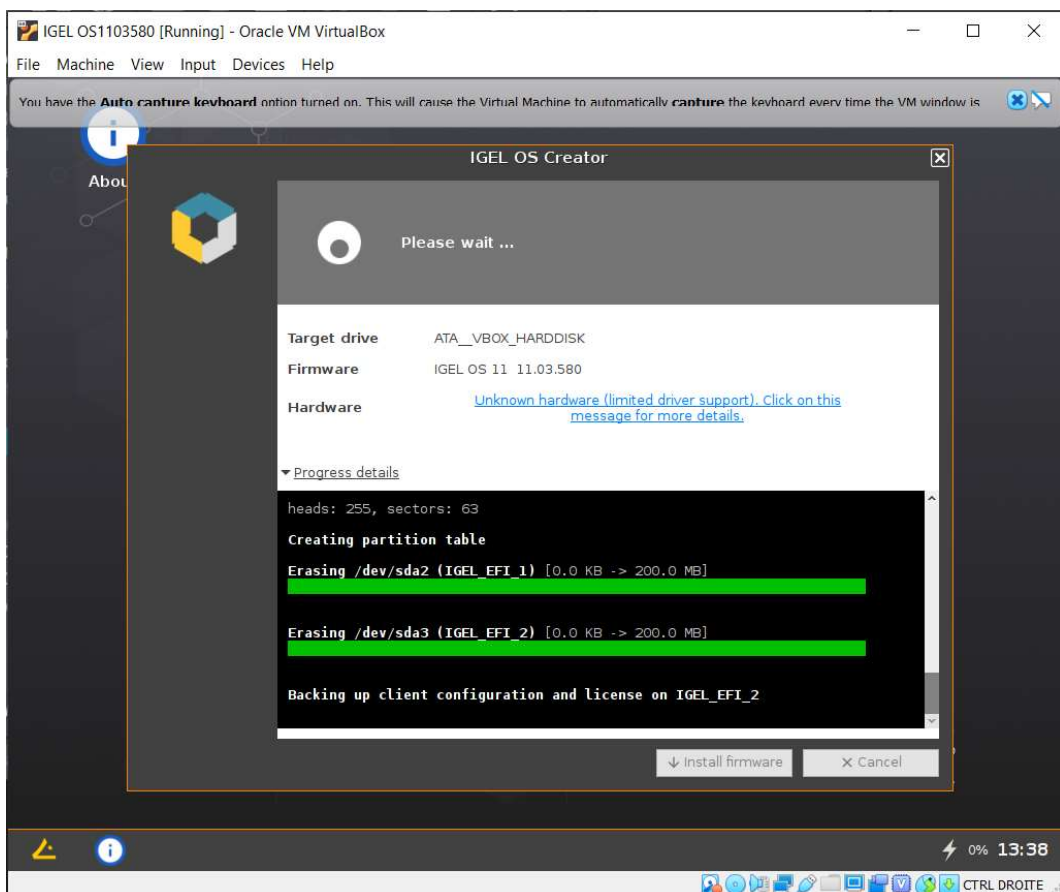 IGEL OS1103580 [Running] - Oracle VM VirtualBox
File Machine View Input Devices Help
You have the Auto capture keyboard option turned on. This will cause the Virtual Machine to automatically capture the keyboard every time the VM window is
Abou
IGEL OS Creator
Please wait ...
Target drive ATA__VBOX_HARDDISK
Firmware IGEL OS 11 11.03.580
Hardware Unknown hardware (limited driver support). Click on this
message for more details.
Progress details
heads: 255, sectors: 63
Creating partition table
Erasing /dev/sda2 (IGEL_EFI_1) [0.0 KB -> 200.0 MB]
Erasing /dev/sda3 (IGEL_EFI_2) [0.0 KB -> 200.0 MB]
Backing up client configuration and license on IGEL_EFI_2
Install firmware Cancel
0% 13:38
CTRL DROITE